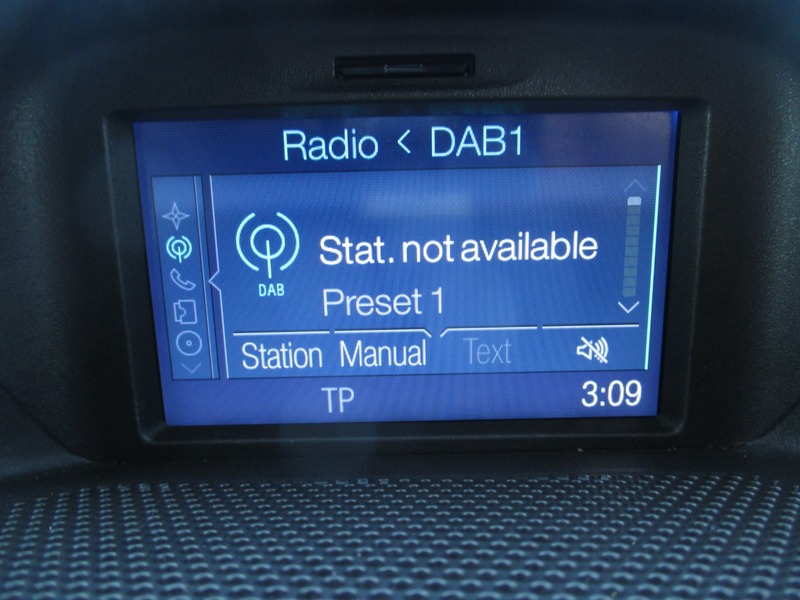 Radio < DAB1
DAB
Stat. not available
Preset 1
Station Manual Text
TP 3:09